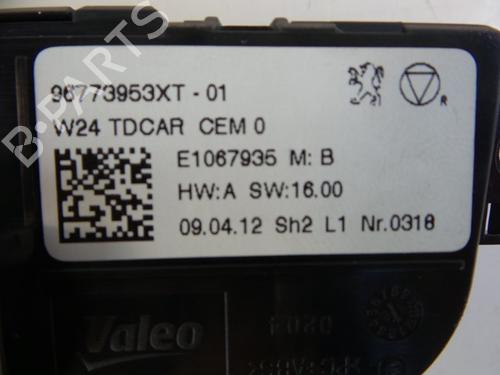 B-PARTS
96773953XT - 01
W24 TDCAR CEM 0
R
E1067935 M: B
HW:A SW:16.00
09.04.12 Sh2 L1 Nr.0318
Valeo